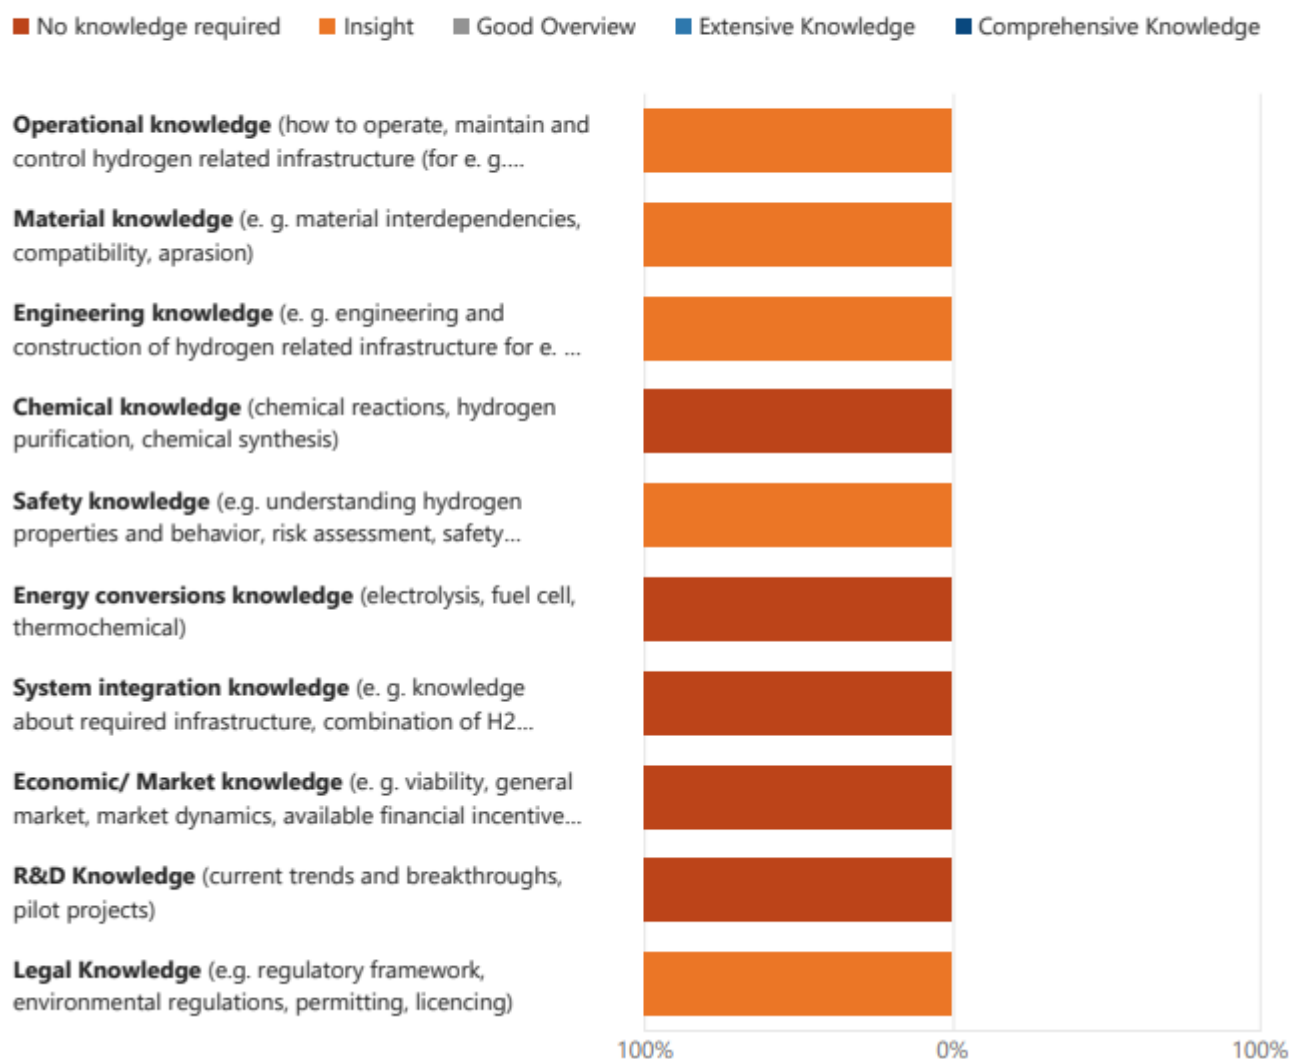 No knowledge required Insight Good Overview Extensive Knowledge Comprehensive Knowledge
Operational knowledge (how to operate, maintain and
control hydrogen related infrastructure (for e. g....
Material knowledge (e. g. material interdependencies,
compatibility, aprasion)
Engineering knowledge (e. g. engineering and
construction of hydrogen related infrastructure for e. ...
Chemical knowledge (chemical reactions, hydrogen
purification, chemical synthesis)
Safety knowledge (e.g. understanding hydrogen
properties and behavior, risk assessment, safety...
Energy conversions knowledge (electrolysis, fuel cell,
thermochemical)
System integration knowledge (e. g. knowledge
about required infrastructure, combination of H2...
Economic/ Market knowledge (e. g. viability, general
market, market dynamics, available financial incentive...
R&D Knowledge (current trends and breakthroughs,
pilot projects)
Legal Knowledge (e.g. regulatory framework,
environmental regulations, permitting, licencing)
100% 0% 100%